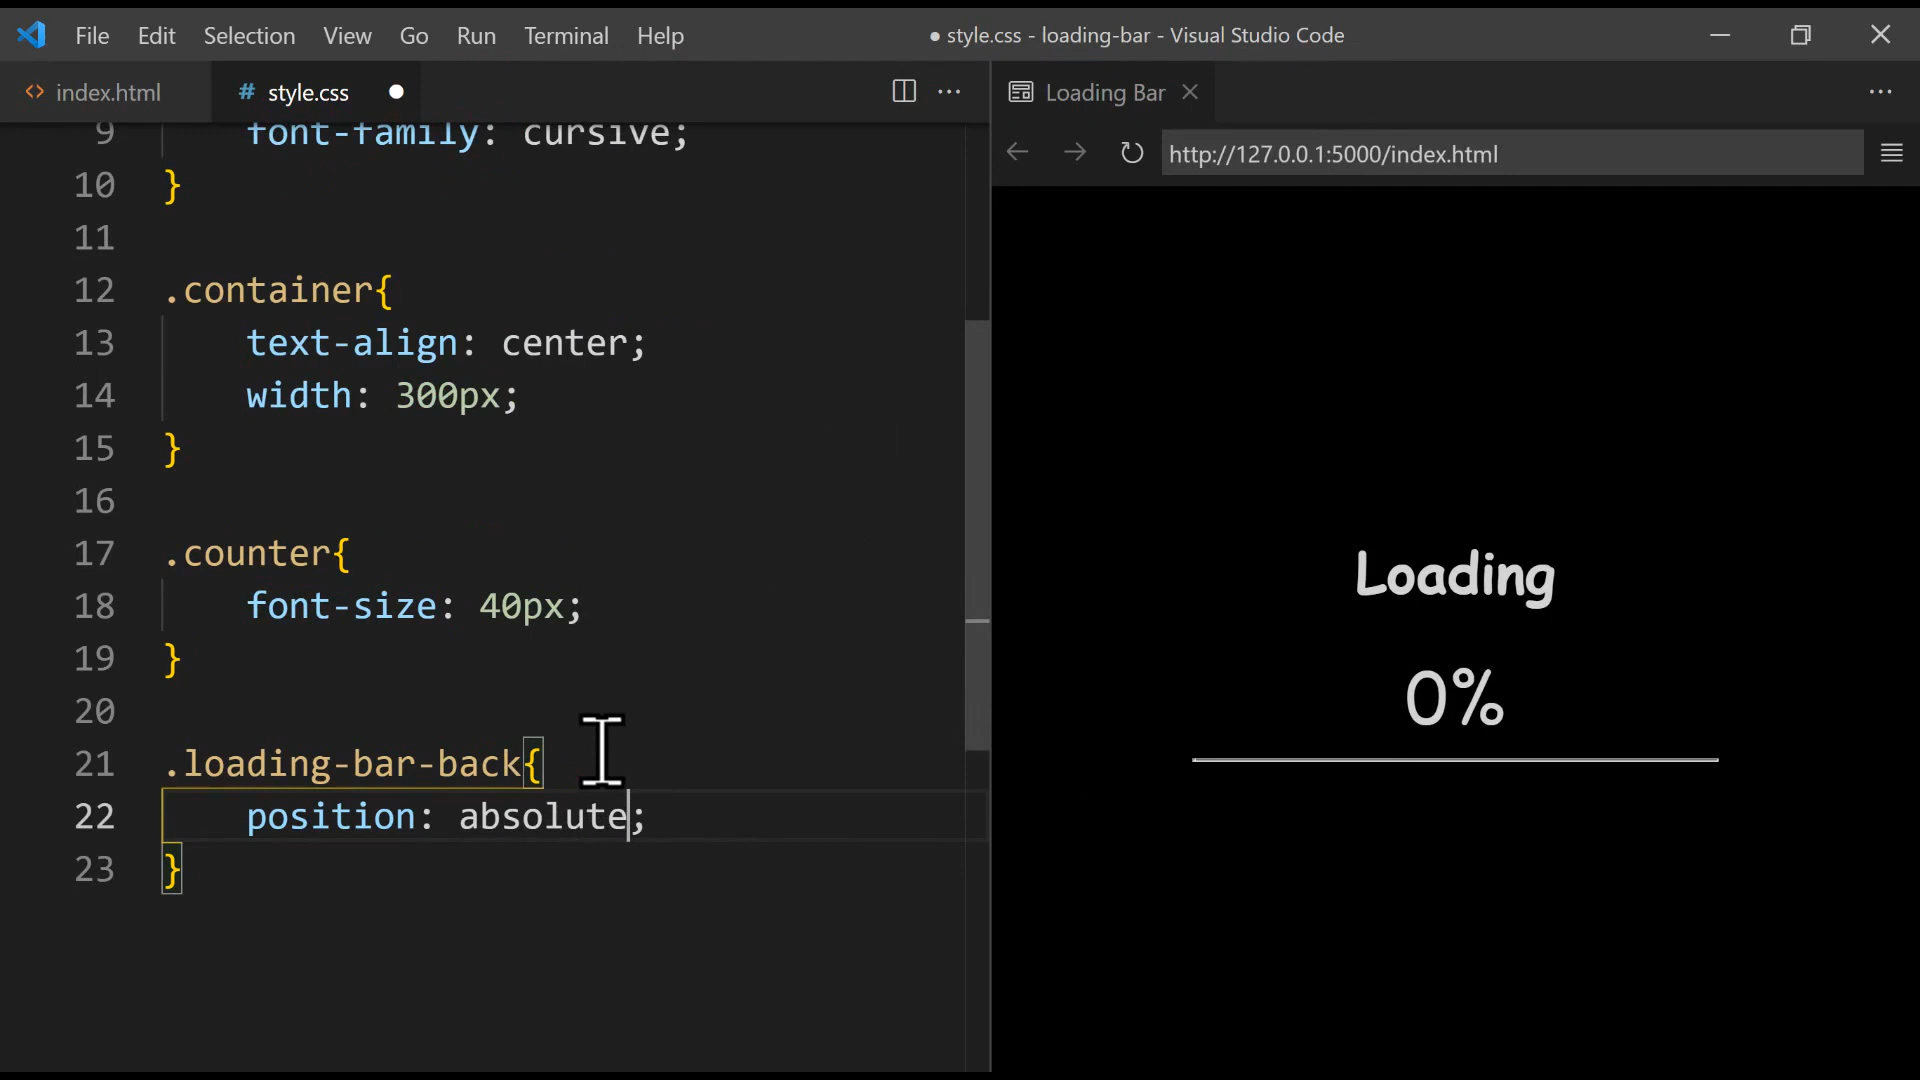 File Edit Selection View Go Run Terminal Help
● style.css - loading-bar - Visual Studio Code
index.html
# style.css ●
9 font-family: cursive;
10 }
11
12 .container{
13 text-align: center;
14 width: 300px;
15 }
16
17 .counter{
18 font-size: 40px;
19 }
20
21 .loading-bar-back{
22 position: absolute;
23 }
Loading Bar
http://127.0.0.1:5000/index.html
Loading
0%